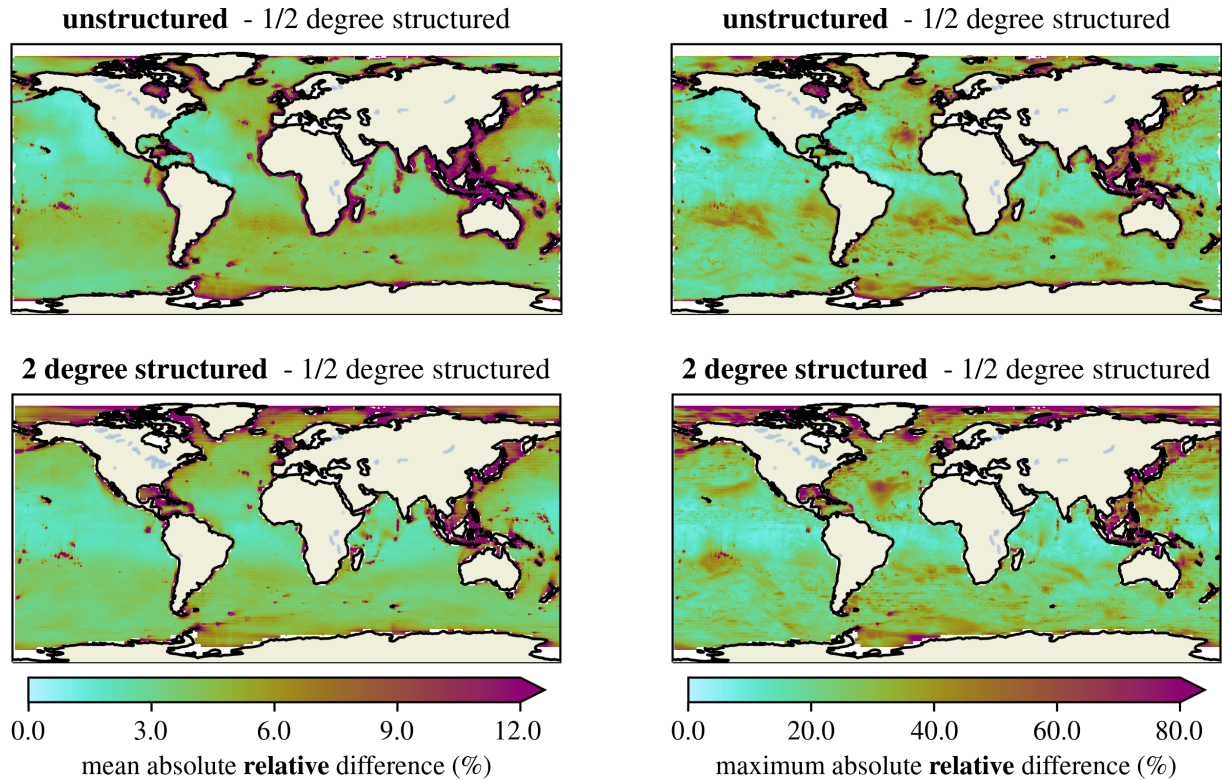 unstructured - 1/2 degree structured
unstructured - 1/2 degree structured
2 degree structured - 1/2 degree structured
2 degree structured - 1/2 degree structured
0.0 3.0 6.0 9.0 12.0
mean absolute relative difference (%)
0.0 20.0 40.0 60.0 80.0
maximum absolute relative difference (%)